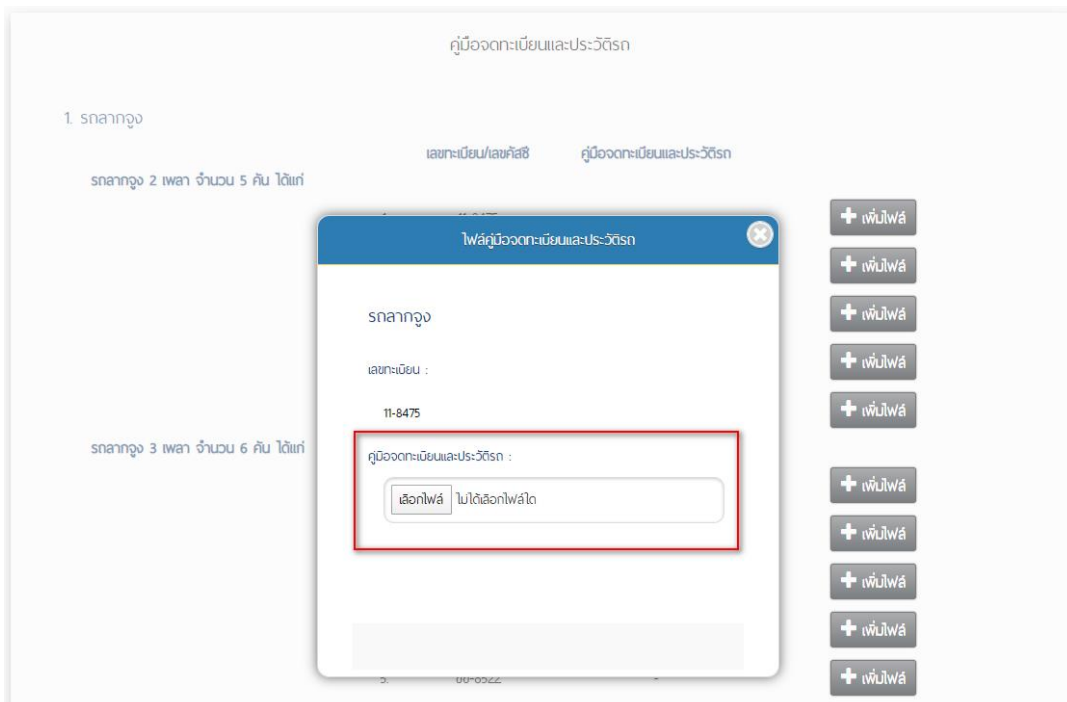 คู่มือจดทะเบียนและประวัติรถ
1. รถลากจูง
เลขทะเบียน/เลขคัสซี คู่มือจดทะเบียนและประวัติรถ
รถลากจูง 2 เพลา จำนวน 5 คัน ได้แก่
เพิ่มไฟล์
ไฟล์คู่มือจดทะเบียนและประวัติรถ
เพิ่มไฟล์
รถลากจูง
เพิ่มไฟล์
เลขทะเบียน :
เพิ่มไฟล์
11-8475
เพิ่มไฟล์
รถลากจูง 3 เพลา จำนวน 6 คัน ได้แก่
คู่มือจดทะเบียนและประวัติรถ :
เพิ่มไฟล์
เลือกไฟล์ ไม่ได้เลือกไฟล์ใด
เพิ่มไฟล์
เพิ่มไฟล์
เพิ่มไฟล์
5. 00-8522 - เพิ่มไฟล์